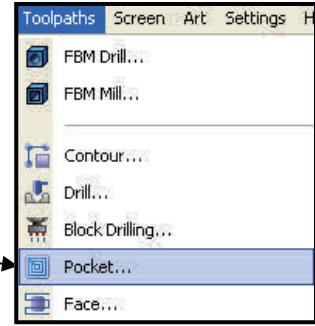 Toolpaths Screen Art Settings H
FBM Drill...
FBM Mill...
Contour...
Drill...
Block Drilling...
Pocket...
Face...